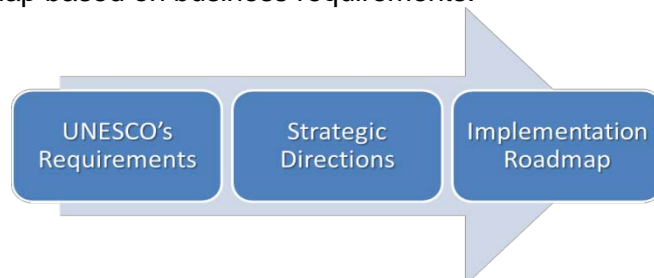 based on business requirements.
UNESCO's
Requirements
Strategic
Directions
Implementation
Roadmap